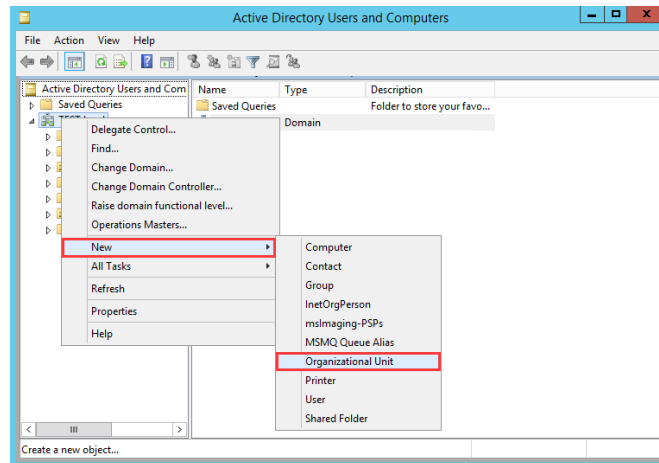 Active Directory Users and Computers
File Action View Help
Active Directory Users and Com
Name Type Description
Saved Queries
Saved Queries Folder to store your favo...
Domain
Delegate Control...
Find...
Change Domain...
Change Domain Controller...
Raise domain functional level...
Operations Masters...
New
All Tasks
Refresh
Properties
Help
Computer
Contact
Group
InetOrgPerson
msImaging-PSPs
MSMQ Queue Alias
Organizational Unit
Printer
User
Shared Folder
Create a new object...